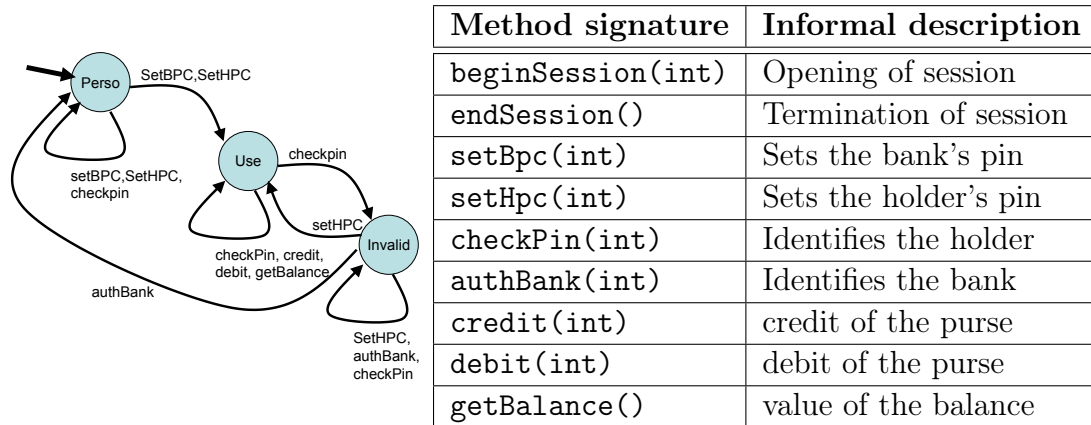 Perso
SetBPC,SetHPC
setBPC,SetHPC,
checkpin
Use
checkpin
setHPC
Invalid
checkPin, credit,
debit, getBalance
authBank
SetHPC,
authBank,
checkPin
Method signature Informal description
beginSession(int) Opening of session
endSession() Termination of session
setBpc(int) Sets the bank's pin
setHpc(int) Sets the holder's pin
checkPin(int) Identifies the holder
authBank(int) Identifies the bank
credit(int) credit of the purse
debit(int) debit of the purse
getBalance() value of the balance